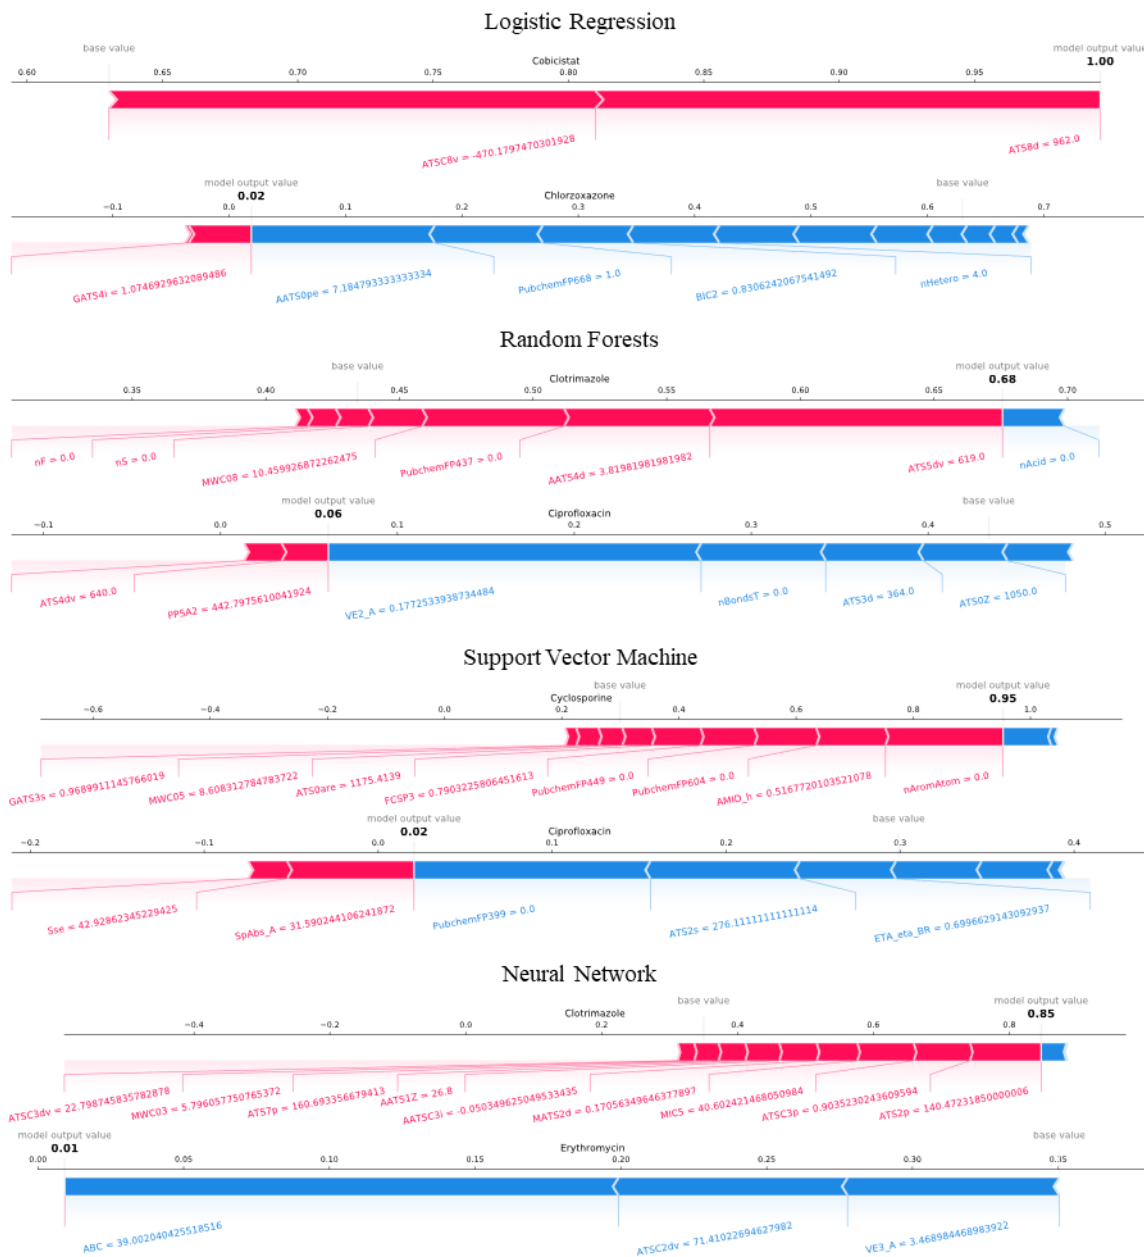 Logistic Regression
base value
model output value
Cobicistat
1.00
0.60 0.65 0.70 0.75 0.80 0.85 0.90 0.95
ATSC8v = -470.1797470301928
ATS8d = 962.0
model output value
base value
0.02
Chlorzoxazone
−0.1 0.0 0.1 0.2 0.3 0.4 0.5 0.6 0.7
GATS4i = 1.0746929632089486
AATS0pe = 7.184793333333334
PubchemFP668 = 1.0
BIC2 = 0.8306242067541492
nHetero = 4.0
Random Forests
base value
model output value
Clotrimazole
0.68
0.35 0.40 0.45 0.50 0.55 0.60 0.65 0.70
nF = 0.0
nS = 0.0
MWC08 = 10.459926872262475
PubchemFP437 = 0.0
AATS4d = 3.81981981981982
ATS5dv = 619.0
nAcid = 0.0
model output value
base value
0.06
Ciprofloxacin
−0.1 0.0 0.1 0.2 0.3 0.4 0.5
ATS4dv = 640.0
PPSA2 = 442.7975610041924
VE2_A = 0.1772533938734484
nBondsT = 0.0
ATS3d = 364.0
ATS0Z = 1050.0
Support Vector Machine
base value
model output value
Cyclosporine
0.95
−0.6 −0.4 −0.2 0.0 0.2 0.4 0.6 0.8 1.0
GATS3s = 0.9689911145766019
MWC05 = 8.608312784783722
ATS0are = 1175.4139
FCSP3 = 0.7903225806451613
PubchemFP449 = 0.0
PubchemFP604 = 0.0
AMID_h = 0.5167720103521078
nAromAtom = 0.0
model output value
base value
0.02
Ciprofloxacin
−0.2 −0.1 0.0 0.1 0.2 0.3 0.4
Sse = 42.92862345229425
SpAbs_A = 31.590244106241872
PubchemFP399 = 0.0
ATS2s = 276.11111111111114
ETA_eta_BR = 0.6996629143092937
Neural Network
base value
model output value
Clotrimazole
0.85
−0.4 −0.2 0.0 0.2 0.4 0.6 0.8
ATSC3dv = 22.798745835782878
MWC03 = 5.796057750765372
ATS7p = 160.693356679413
AATS1Z = 26.8
AATSC3i = -0.050349625049533435
MATS2d = 0.17056349646377897
MIC5 = 40.602421468050984
ATSC3p = 0.9035230243609594
ATS2p = 140.47231850000006
model output value
base value
0.01
Erythromycin
0.00 0.05 0.10 0.15 0.20 0.25 0.30 0.35
ABC = 39.002040425518516
ATSC2dv = 71.41022694627982
VE3_A = 3.468984468983922